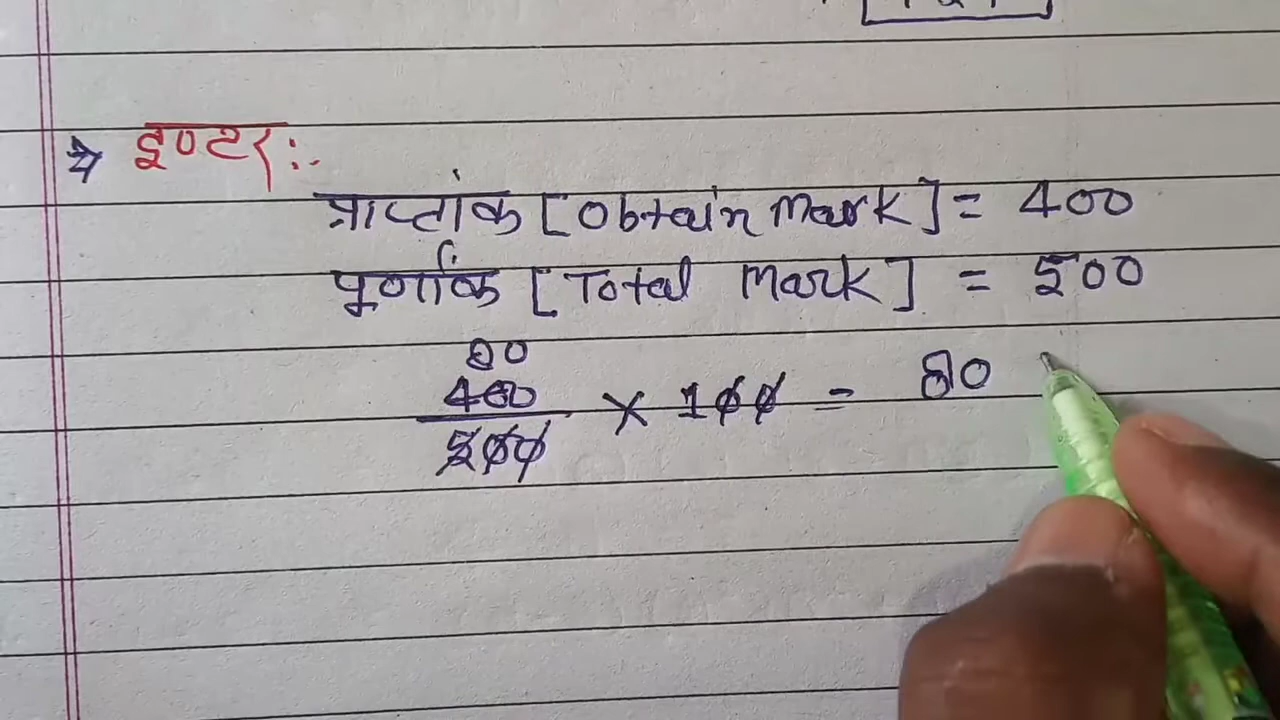 → इण्टर :-
प्राप्तांक [Obtain Mark] = 400
पूर्णांक [Total Mark] = 500
80
400
500 × 100 = 80